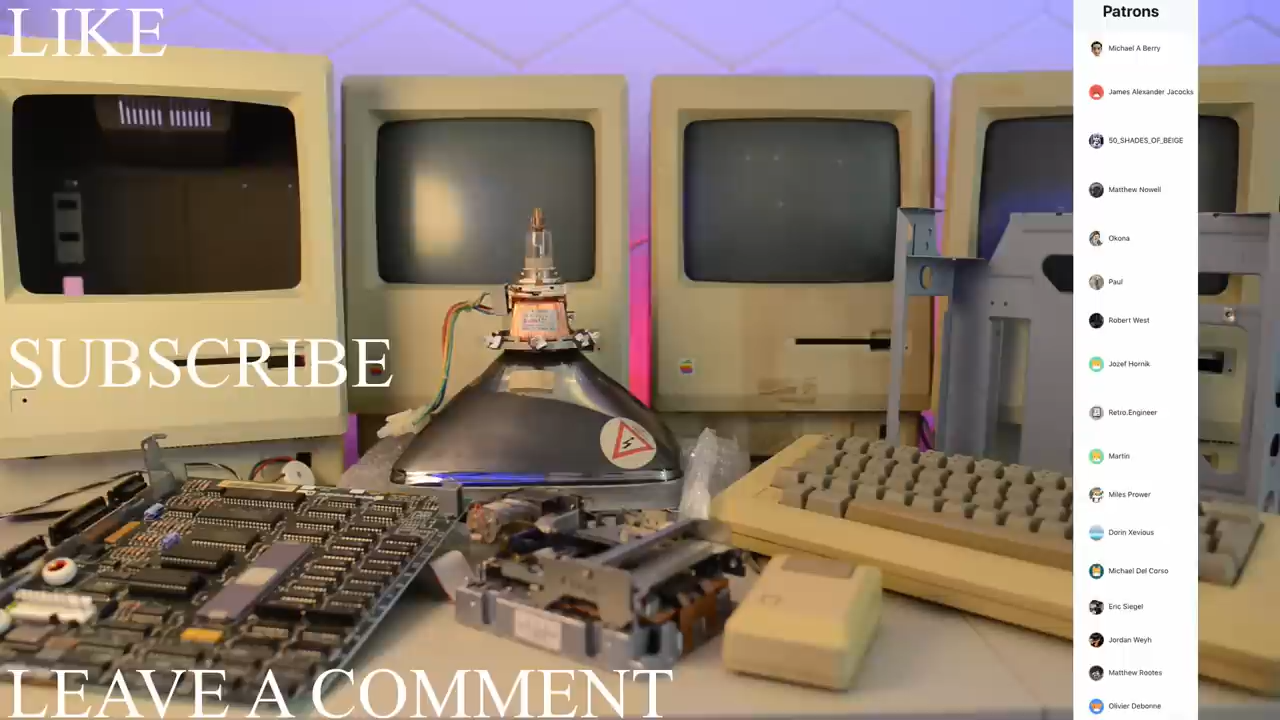 LIKE
SUBSCRIBE
LEAVE A COMMENT
Patrons
Michael A Berry
James Alexander Jacocks
50_SHADES_OF_BEIGE
Matthew Nowell
Okona
Paul
Robert West
Jozef Hornik
Retro.Engineer
Martin
Miles Prower
Dorin Xevious
Michael Del Corso
Eric Siegel
Jordan Weyh
Matthew Rootes
Olivier Debonne